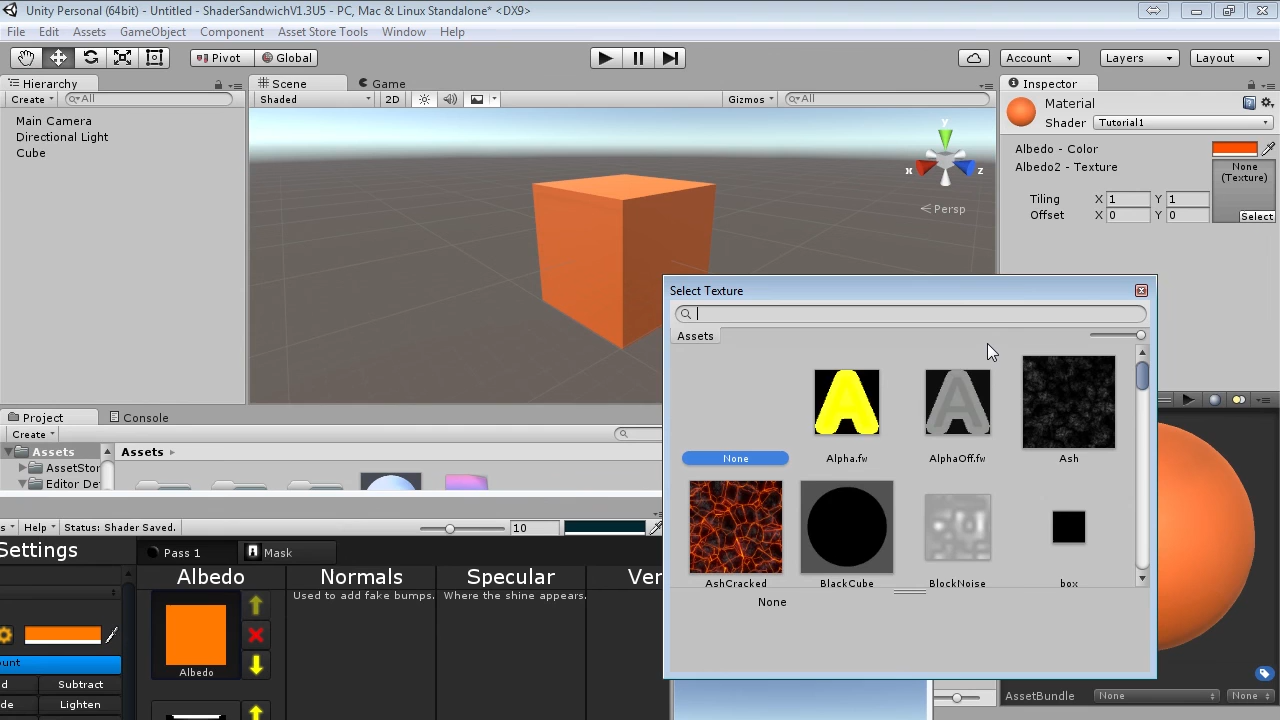 Unity Personal (64bit) - Untitled - ShaderSandwichV1.3U5 - PC, Mac & Linux Standalone* <DX9>
File Edit Assets GameObject Component Asset Store Tools Window Help
Pivot Global Account Layers Layout
Hierarchy
Create All
Main Camera
Directional Light
Cube
Scene Game
Shaded 2D Gizmos All
y
x z
Persp
Inspector
Material
Shader Tutorial1
Albedo - Color
Albedo2 - Texture
None
(Texture)
Tiling X 1 Y 1
Offset X 0 Y 0
Select
Project Console
Create
Assets
AssetStor
Editor De
Assets
Select Texture
Assets
None Alpha.fw AlphaOff.fw Ash
AshCracked BlackCube BlockNoise box
None
s Help Status: Shader Saved. 10
Settings
Pass 1 Mask
Albedo Normals Specular Ver
Used to add fake bumps. Where the shine appears.
Albedo
ount
d Subtract
de Lighten
AssetBundle None None